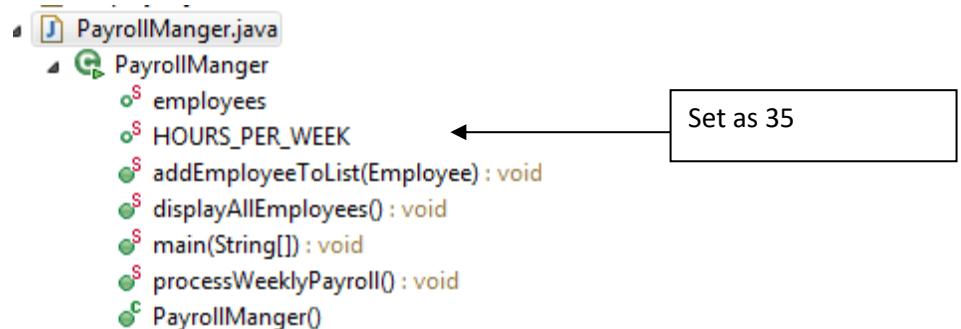 PayrollManger.java
PayrollManger
S employees
S HOURS_PER_WEEK
Set as 35
S addEmployeeToList(Employee) : void
S displayAllEmployees() : void
S main(String[]) : void
S processWeeklyPayroll() : void
C PayrollManger()